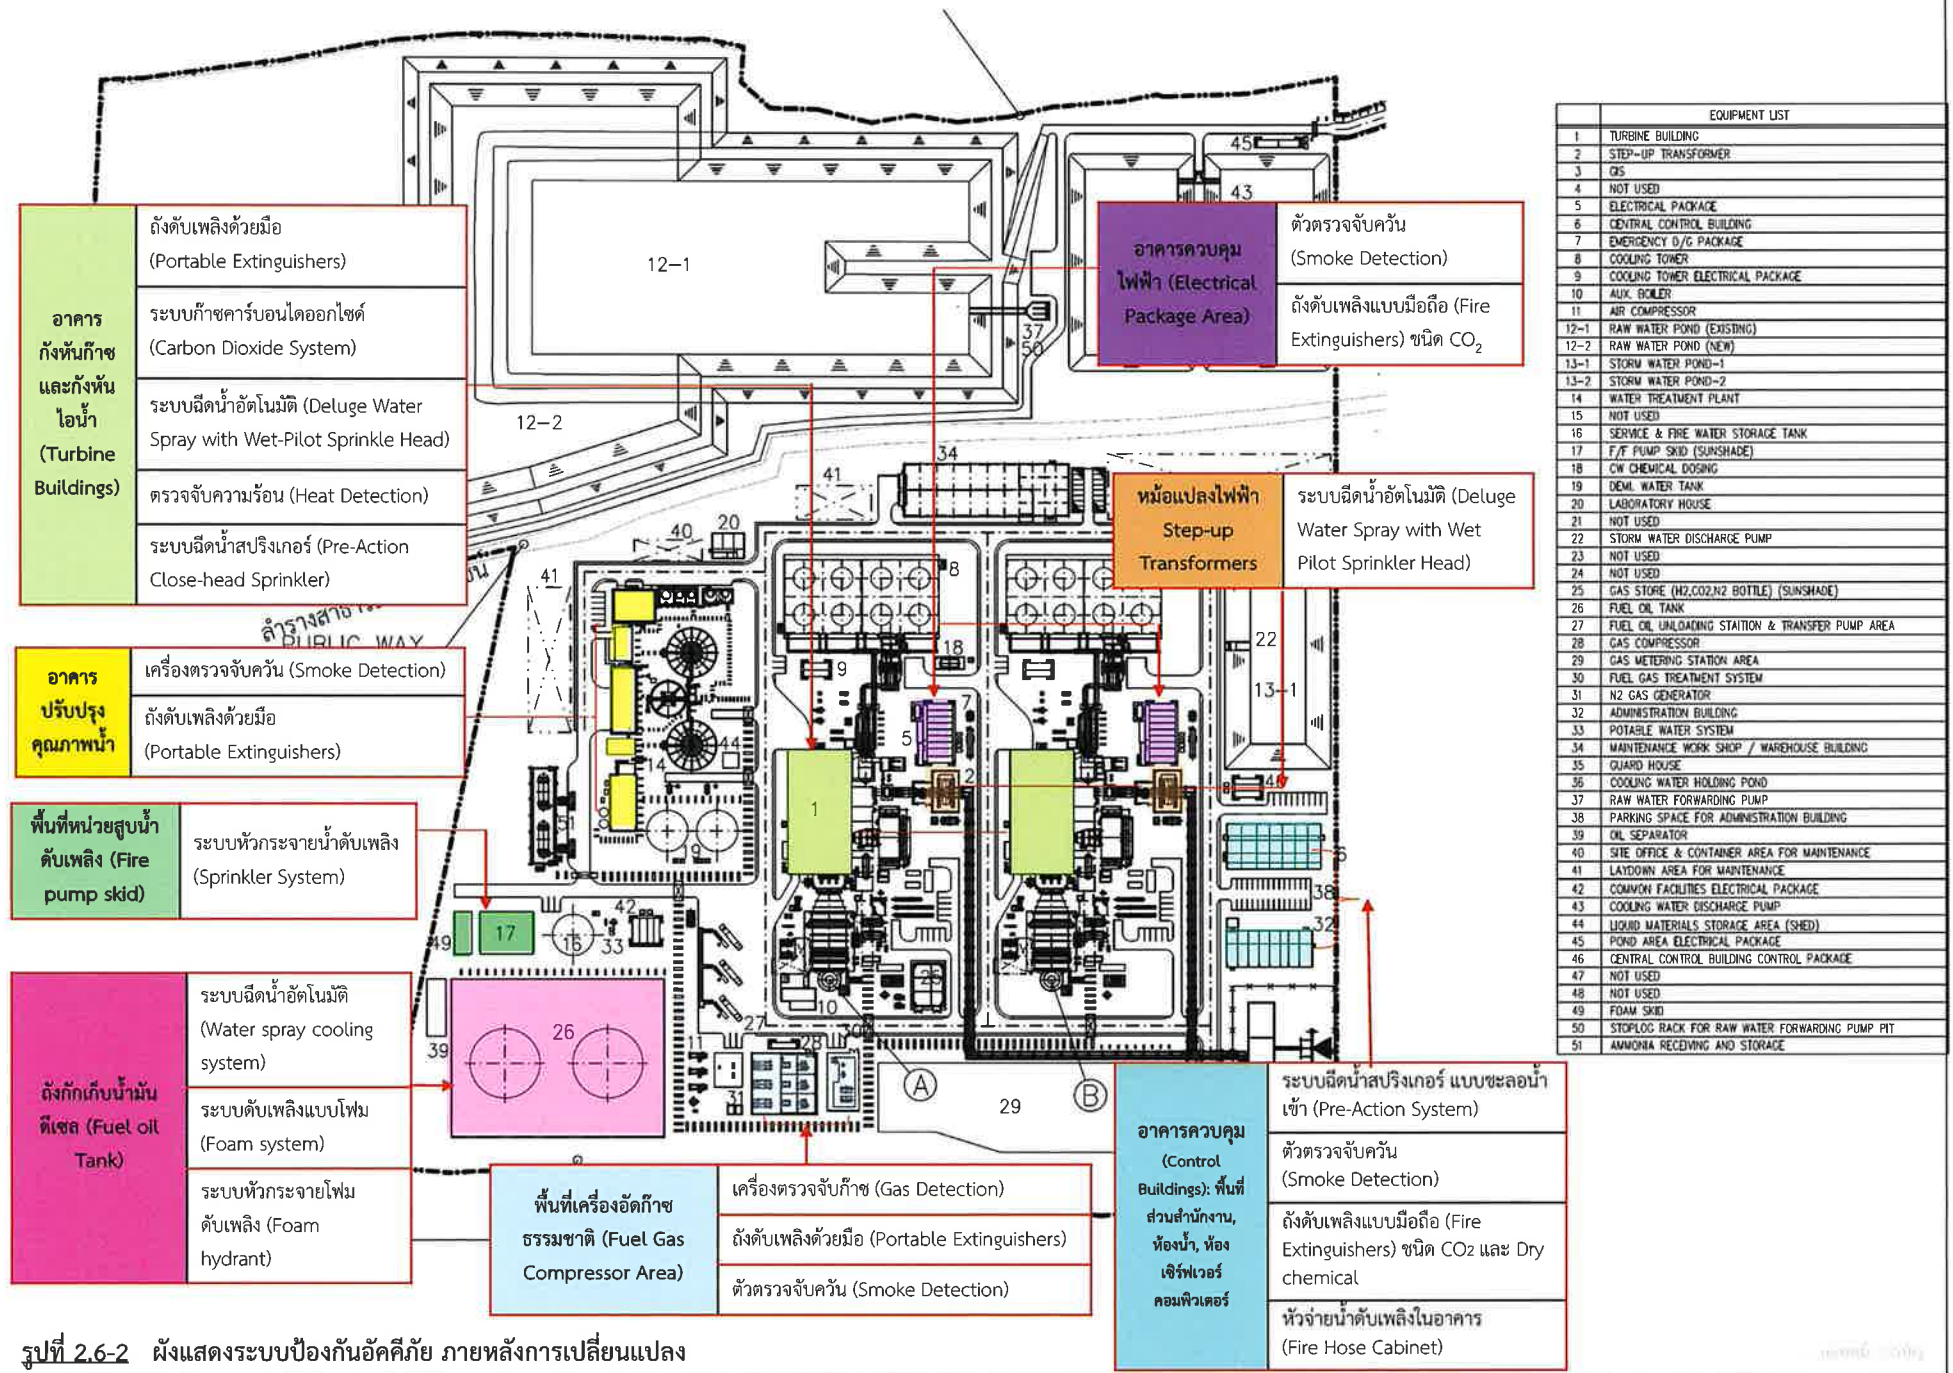 อาคาร
กังหันก๊าซ
และกังหัน
ไอน้ำ
(Turbine
Buildings)
ถังดับเพลิงด้วยมือ
(Portable Extinguishers)
ระบบก๊าซคาร์บอนไดออกไซด์
(Carbon Dioxide System)
ระบบฉีดน้ำอัตโนมัติ (Deluge Water
Spray with Wet-Pilot Sprinkle Head)
ตรวจจับความร้อน (Heat Detection)
ระบบฉีดน้ำสปริงเกอร์ (Pre-Action
Close-head Sprinkler)
อาคาร
ปรับปรุง
คุณภาพน้ำ
เครื่องตรวจจับควัน (Smoke Detection)
ถังดับเพลิงด้วยมือ
(Portable Extinguishers)
พื้นที่หน่วยสูบน้ำ
ดับเพลิง (Fire
pump skid)
ระบบหัวกระจายน้ำดับเพลิง
(Sprinkler System)
ถังกักเก็บน้ำมัน
ดีเซล (Fuel oil
Tank)
ระบบฉีดน้ำอัตโนมัติ
(Water spray cooling
system)
ระบบดับเพลิงแบบโฟม
(Foam system)
ระบบหัวกระจายโฟม
ดับเพลิง (Foam
hydrant)
พื้นที่เครื่องอัดก๊าซ
ธรรมชาติ (Fuel Gas
Compressor Area)
เครื่องตรวจจับก๊าซ (Gas Detection)
ถังดับเพลิงด้วยมือ (Portable Extinguishers)
ตัวตรวจจับควัน (Smoke Detection)
อาคารควบคุม
ไฟฟ้า (Electrical
Package Area)
ตัวตรวจจับควัน
(Smoke Detection)
ถังดับเพลิงแบบมือถือ (Fire
Extinguishers) ชนิด CO2
หม้อแปลงไฟฟ้า
Step-up
Transformers
ระบบฉีดน้ำอัตโนมัติ (Deluge
Water Spray with Wet
Pilot Sprinkler Head)
อาคารควบคุม
(Control
Buildings): พื้นที่
ส่วนสำนักงาน,
ห้องน้ำ, ห้อง
เซิร์ฟเวอร์
คอมพิวเตอร์
ระบบฉีดน้ำสปริงเกอร์ แบบชะลอน้ำ
เข้า (Pre-Action System)
ตัวตรวจจับควัน
(Smoke Detection)
ถังดับเพลิงแบบมือถือ (Fire
Extinguishers) ชนิด CO2 และ Dry
chemical
หัวจ่ายน้ำดับเพลิงในอาคาร
(Fire Hose Cabinet)
12-1
12-2
45
43
37
50
34
41
40
20
41
8
18
9
7
5
2
1
22
13-1
46
14
44
19
51
6
38
32
49
17
16
42
33
39
26
27
10
25
30
11
28
31
29
A
B
PUBLIC WAY
EQUIPMENT LIST
1 TURBINE BUILDING
2 STEP-UP TRANSFORMER
3 GIS
4 NOT USED
5 ELECTRICAL PACKAGE
6 CENTRAL CONTROL BUILDING
7 EMERGENCY D/G PACKAGE
8 COOLING TOWER
9 COOLING TOWER ELECTRICAL PACKAGE
10 AUX. BOILER
11 AIR COMPRESSOR
12-1 RAW WATER POND (EXISTING)
12-2 RAW WATER POND (NEW)
13-1 STORM WATER POND-1
13-2 STORM WATER POND-2
14 WATER TREATMENT PLANT
15 NOT USED
16 SERVICE & FIRE WATER STORAGE TANK
17 F/F PUMP SKID (SUNSHADE)
18 CW CHEMICAL DOSING
19 DEMI. WATER TANK
20 LABORATORY HOUSE
21 NOT USED
22 STORM WATER DISCHARGE PUMP
23 NOT USED
24 NOT USED
25 GAS STORE (H2,CO2,N2 BOTTLE) (SUNSHADE)
26 FUEL OIL TANK
27 FUEL OIL UNLOADING STAITION & TRANSFER PUMP AREA
28 GAS COMPRESSOR
29 GAS METERING STATION AREA
30 FUEL GAS TREATMENT SYSTEM
31 N2 GAS GENERATOR
32 ADMINISTRATION BUILDING
33 POTABLE WATER SYSTEM
34 MAINTENANCE WORK SHOP / WAREHOUSE BUILDING
35 GUARD HOUSE
36 COOLING WATER HOLDING POND
37 RAW WATER FORWARDING PUMP
38 PARKING SPACE FOR ADMINISTRATION BUILDING
39 OIL SEPARATOR
40 SITE OFFICE & CONTAINER AREA FOR MAINTENANCE
41 LAYDOWN AREA FOR MAINTENANCE
42 COMMON FACILITIES ELECTRICAL PACKAGE
43 COOLING WATER DISCHARGE PUMP
44 LIQUID MATERIALS STORAGE AREA (SHED)
45 POND AREA ELECTRICAL PACKAGE
46 CENTRAL CONTROL BUILDING CONTROL PACKAGE
47 NOT USED
48 NOT USED
49 FOAM SKID
50 STOPLOG RACK FOR RAW WATER FORWARDING PUMP PIT
51 AMMONIA RECEIVING AND STORAGE
รูปที่ 2.6-2 ผังแสดงระบบป้องกันอัคคีภัย ภายหลังการเปลี่ยนแปลง